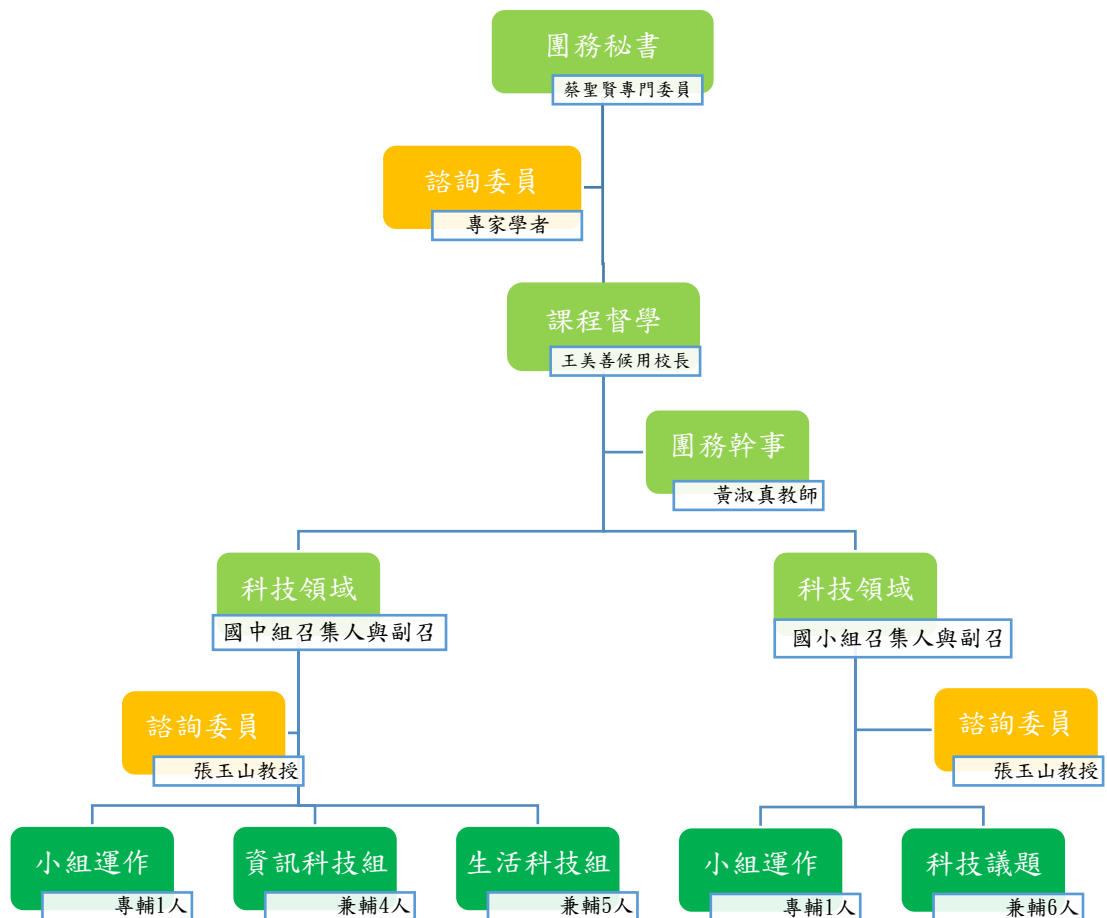 團務秘書
蔡聖賢專門委員
諮詢委員
專家學者
課程督學
王美善候用校長
團務幹事
黃淑真教師
科技領域
國中組召集人與副召
科技領域
國小組召集人與副召
諮詢委員
張玉山教授
諮詢委員
張玉山教授
小組運作
專輔1人
資訊科技組
兼輔4人
生活科技組
兼輔5人
小組運作
專輔1人
科技議題
兼輔6人